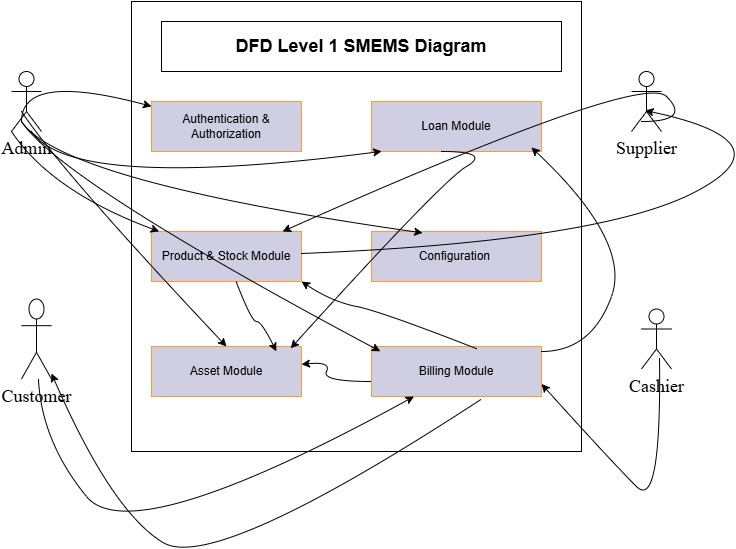 DFD Level 1 SMEMS Diagram
Authentication &
Authorization
Loan Module
Admin
Supplier
Product & Stock Module
Configuration
Asset Module
Billing Module
Customer
Cashier